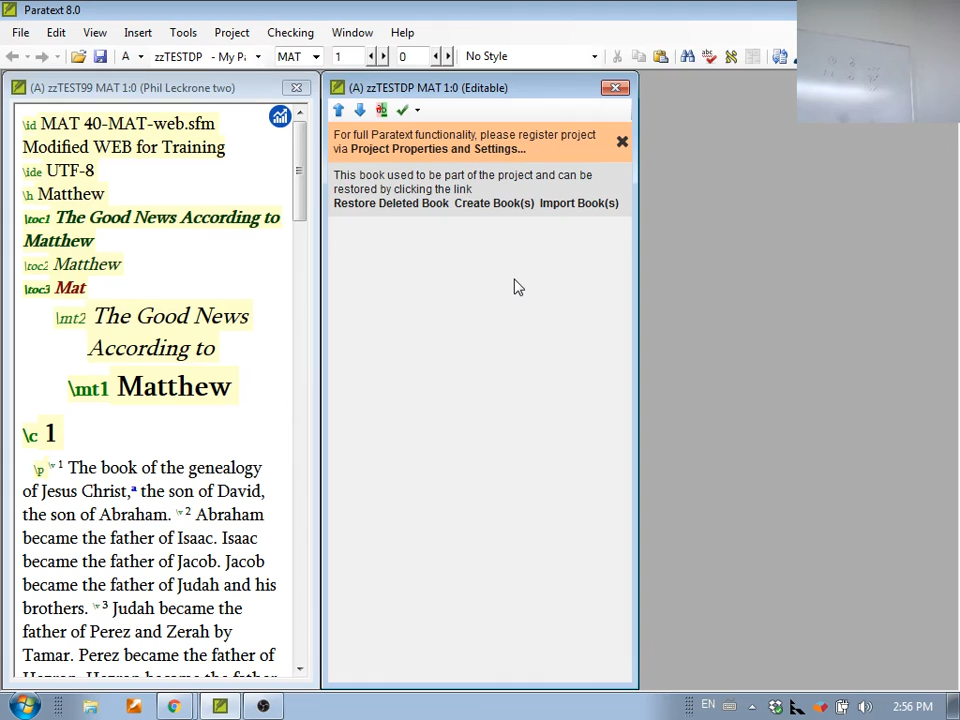 Paratext 8.0
File Edit View Insert Tools Project Checking Window Help
A zzTESTDP - My Pa MAT 1 0 No Style
(A) zzTEST99 MAT 1:0 (Phil Leckrone two)
\id MAT 40-MAT-web.sfm
Modified WEB for Training
\ide UTF-8
\h Matthew
\toc1 The Good News According to
Matthew
\toc2 Matthew
\toc3 Mat
\mt2 The Good News
According to
\mt1 Matthew
\c 1
\p \v 1 The book of the genealogy
of Jesus Christ,a the son of David,
the son of Abraham. \v 2 Abraham
became the father of Isaac. Isaac
became the father of Jacob. Jacob
became the father of Judah and his
brothers. \v 3 Judah became the
father of Perez and Zerah by
Tamar. Perez became the father of
(A) zzTESTDP MAT 1:0 (Editable)
For full Paratext functionality, please register project
via Project Properties and Settings...
This book used to be part of the project and can be
restored by clicking the link
Restore Deleted Book Create Book(s) Import Book(s)
EN 2:56 PM